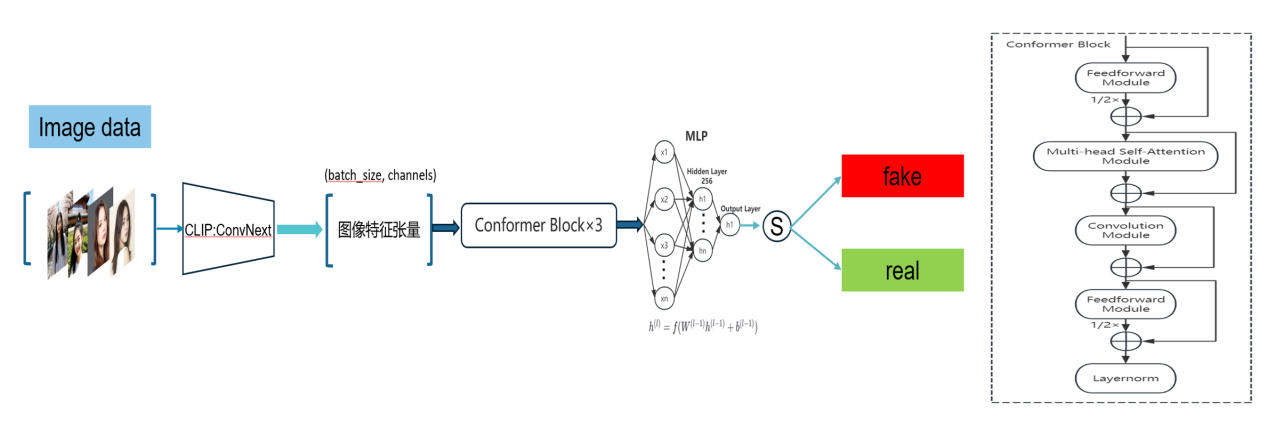 Image data
CLIP:ConvNext
(batch_size, channels)
图像特征张量
Conformer Block×3
MLP
x1
x2
x3
xn
Hidden Layer
256
h1
hn
Output Layer
h1
h^{(l)} = f(W^{(l-1)}h^{(l-1)} + b^{(l-1)})
S
fake
real
Conformer Block
Feedforward
Module
1/2×
Multi-head Self-Attention
Module
Convolution
Module
Feedforward
Module
1/2×
Layernorm